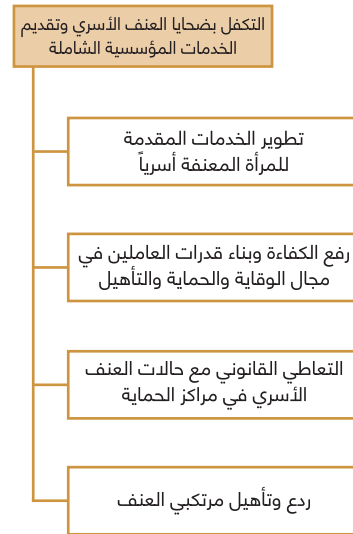 التكفل بضحايا العنف الأسري وتقديم
الخدمات المؤسسية الشاملة
تطوير الخدمات المقدمة
للمرأة المعنفة أسرياً
رفع الكفاءة وبناء قدرات العاملين في
مجال الوقاية والحماية والتأهيل
التعاطي القانوني مع حالات العنف
الأسري في مراكز الحماية
ردع وتأهيل مرتكبي العنف